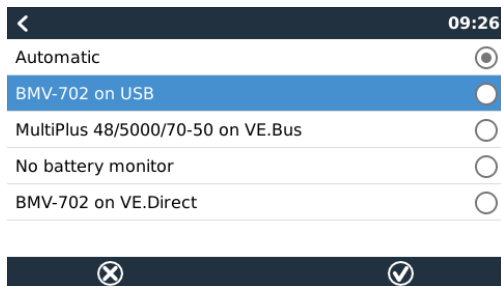 09:26
Automatic
BMV-702 on USB
MultiPlus 48/5000/70-50 on VE.Bus
No battery monitor
BMV-702 on VE.Direct